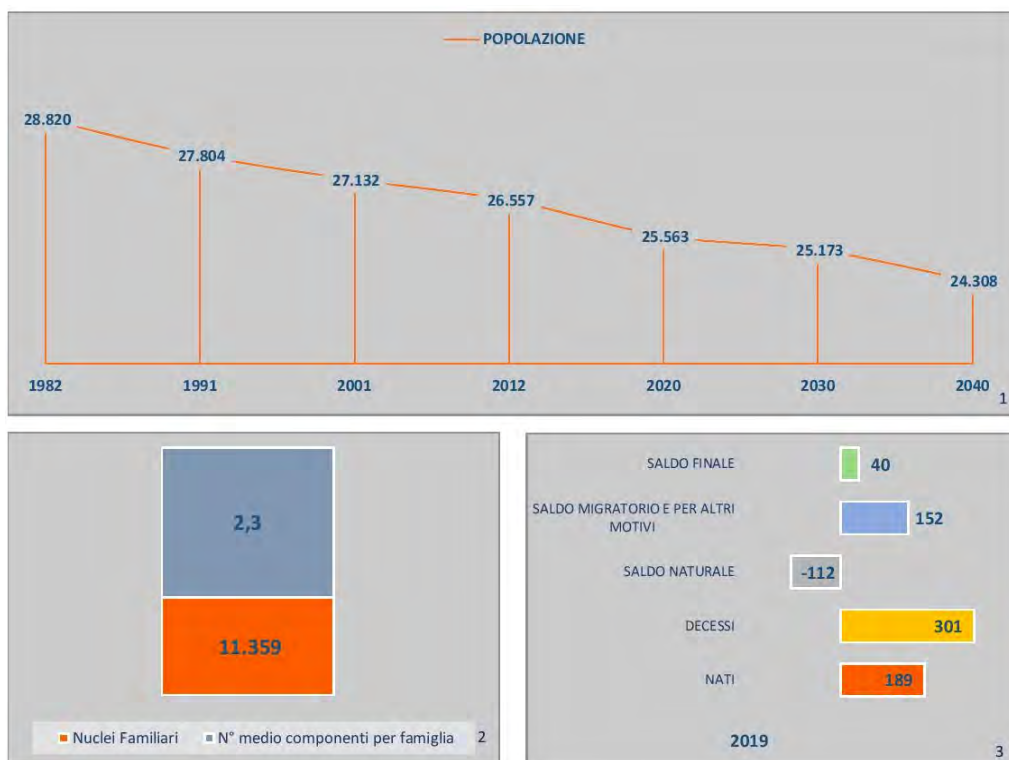 POPOLAZIONE
28.820
27.804
27.132
26.557
25.563
25.173
24.308
1982 1991 2001 2012 2020 2030 2040
1
2,3
11.359
Nuclei Familiari N° medio componenti per famiglia
2
SALDO FINALE 40
SALDO MIGRATORIO E PER ALTRI
MOTIVI 152
SALDO NATURALE -112
DECESSI 301
NATI 189
2019
3